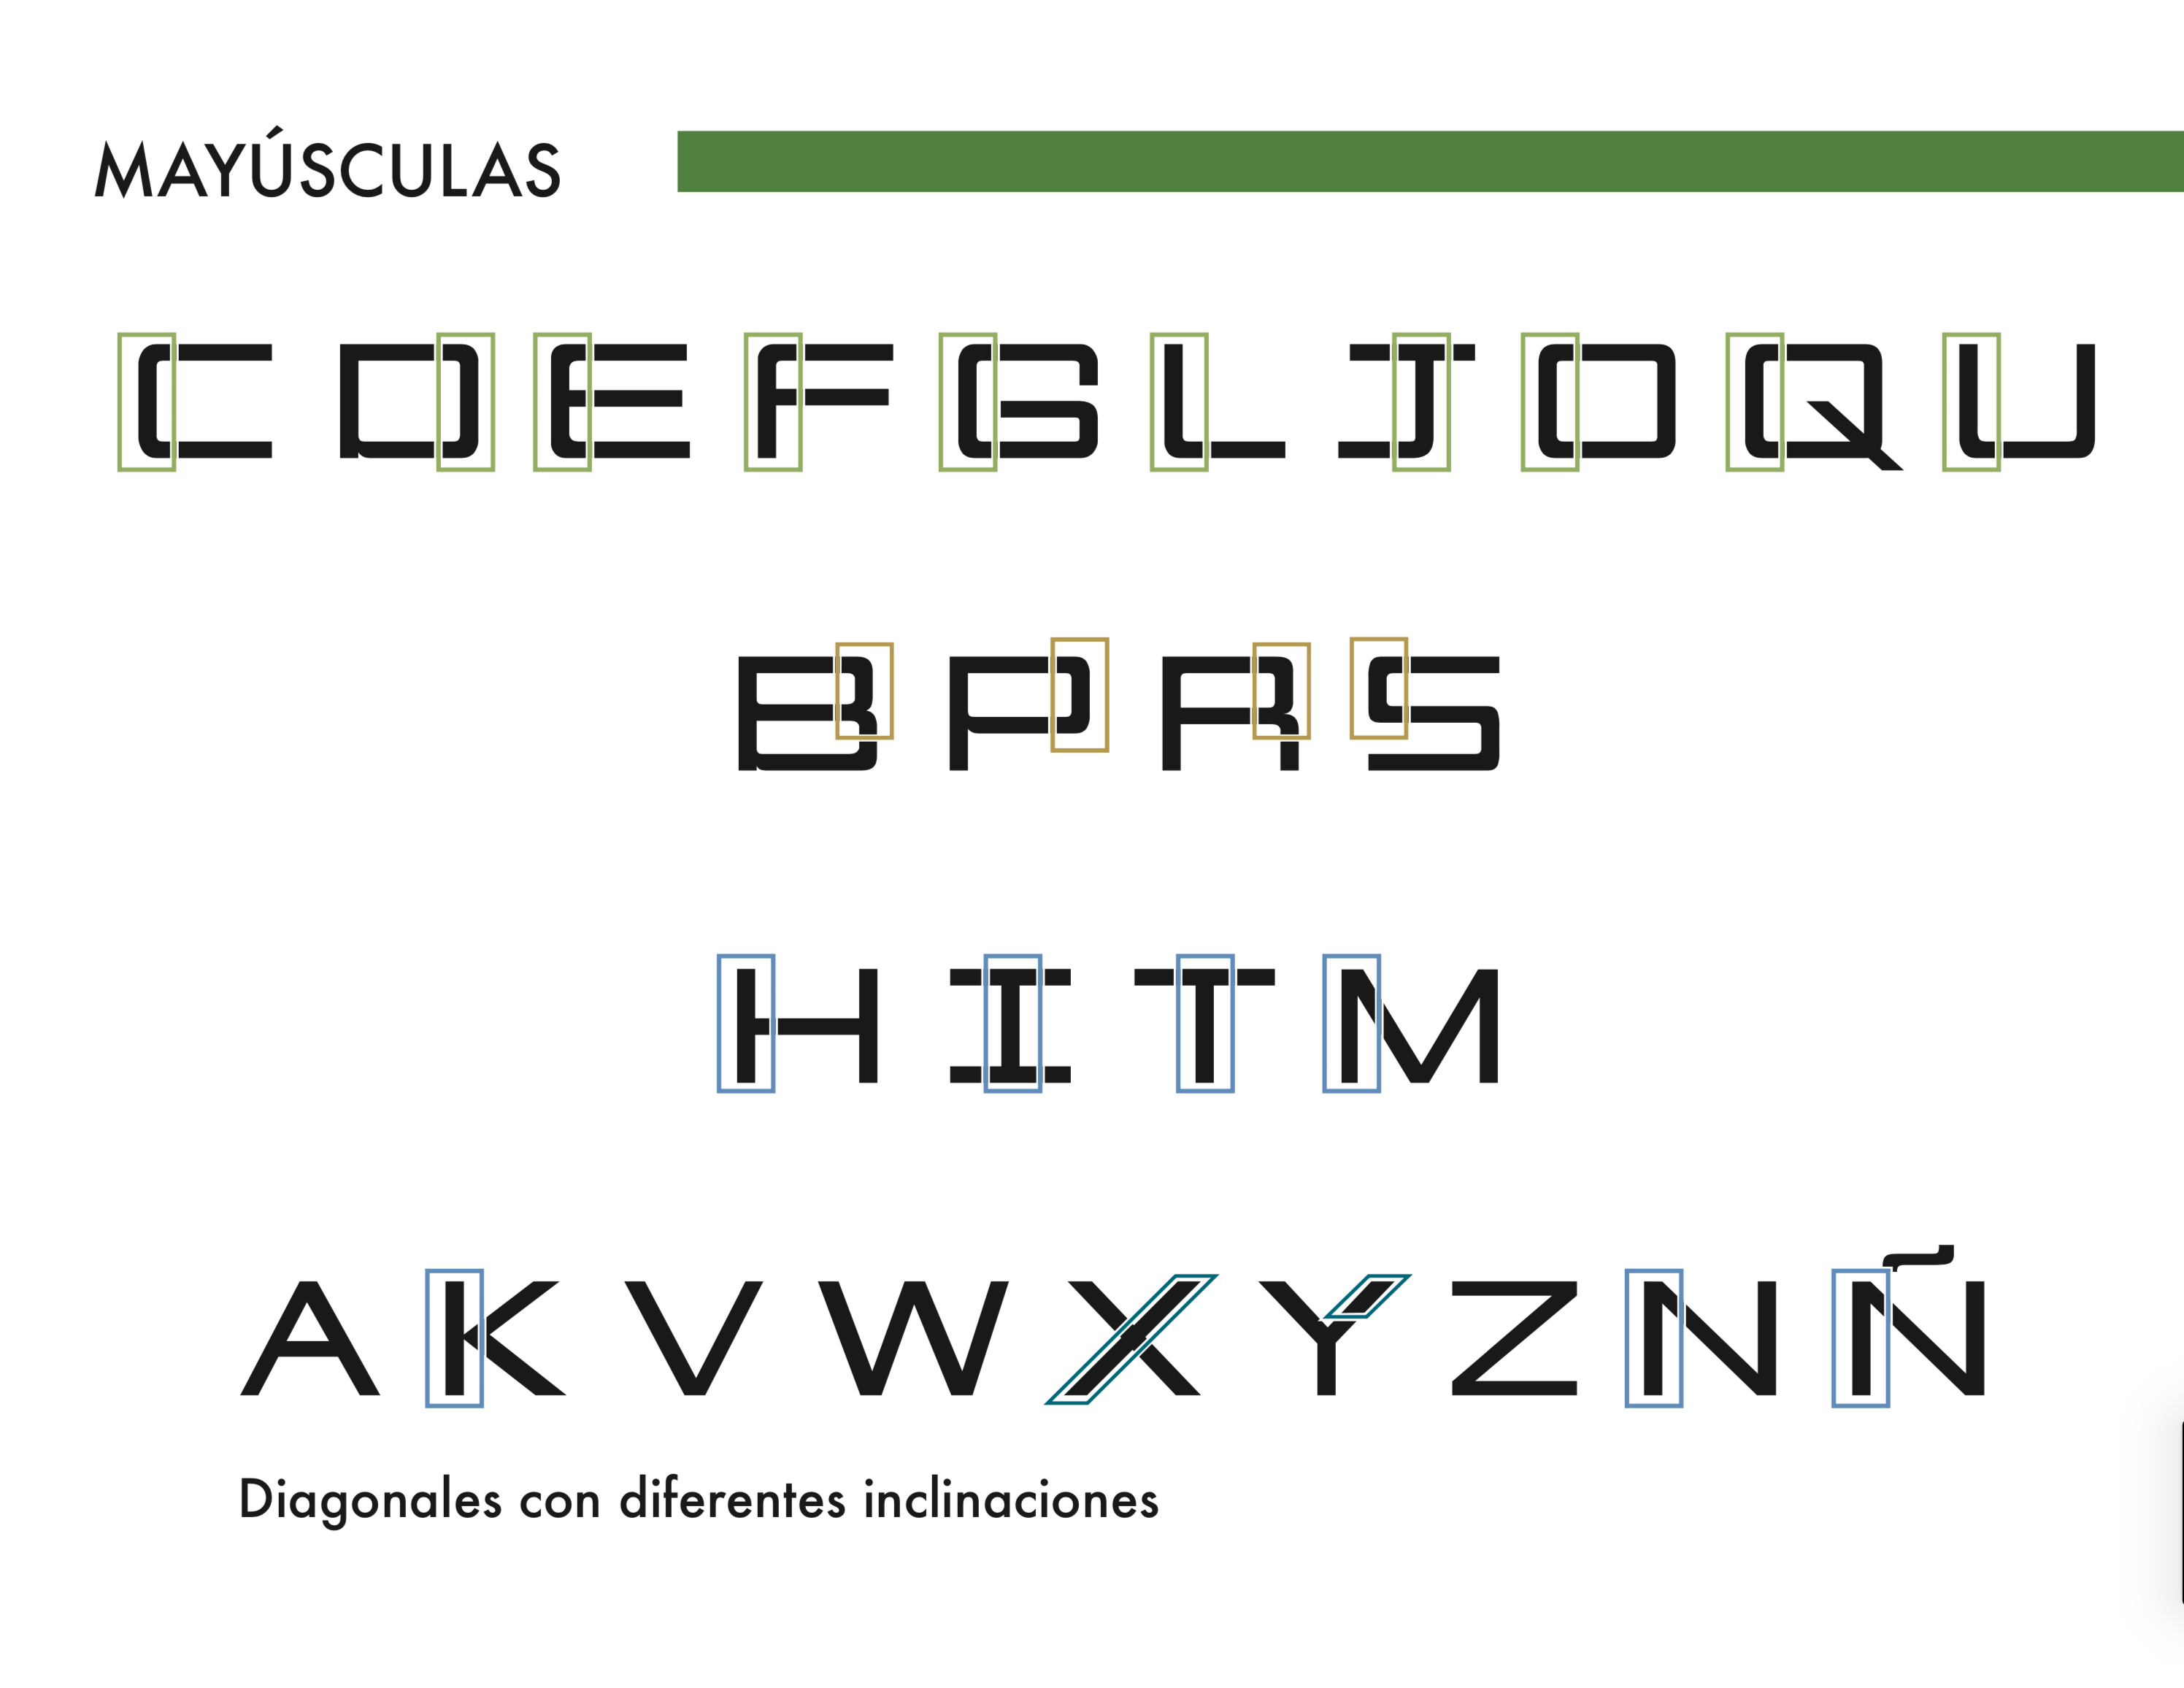 MAYÚSCULAS
C D E F G L J O Q U
B P R S
H I T M
A K V W X Y Z N Ñ
Diagonales con diferentes inclinaciones